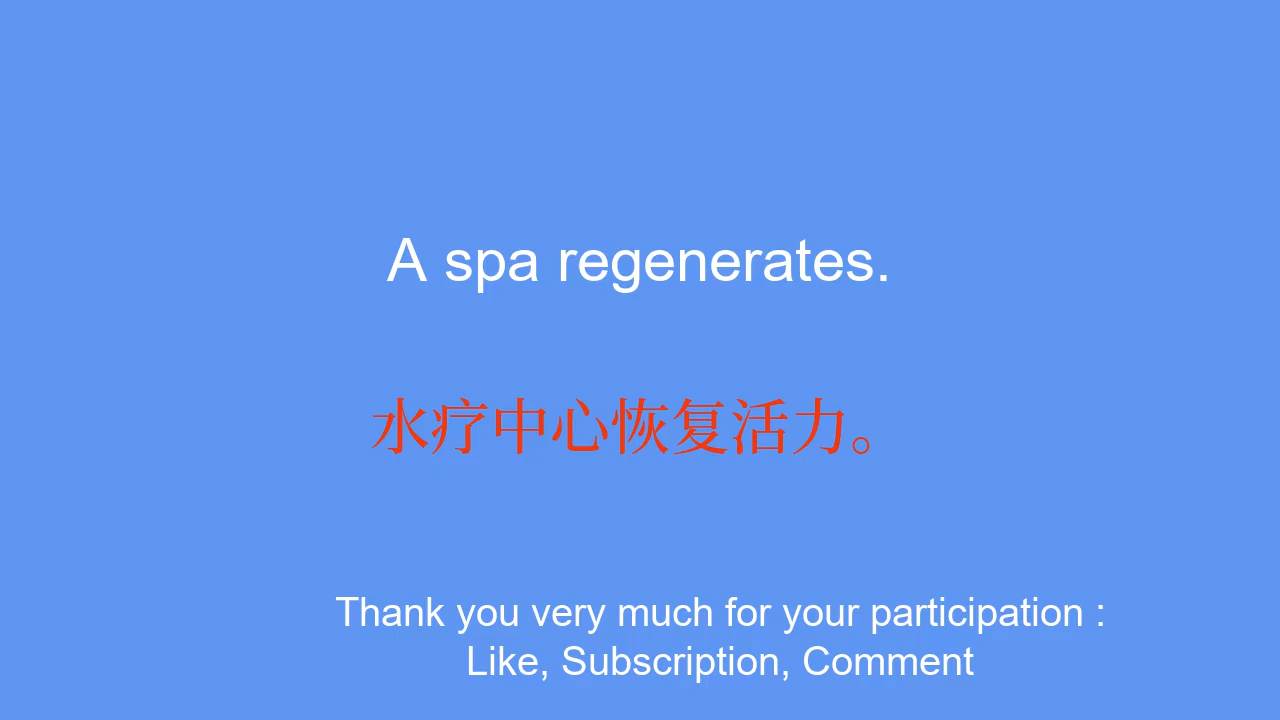 A spa regenerates.
水疗中心恢复活力。
Thank you very much for your participation :
Like, Subscription, Comment